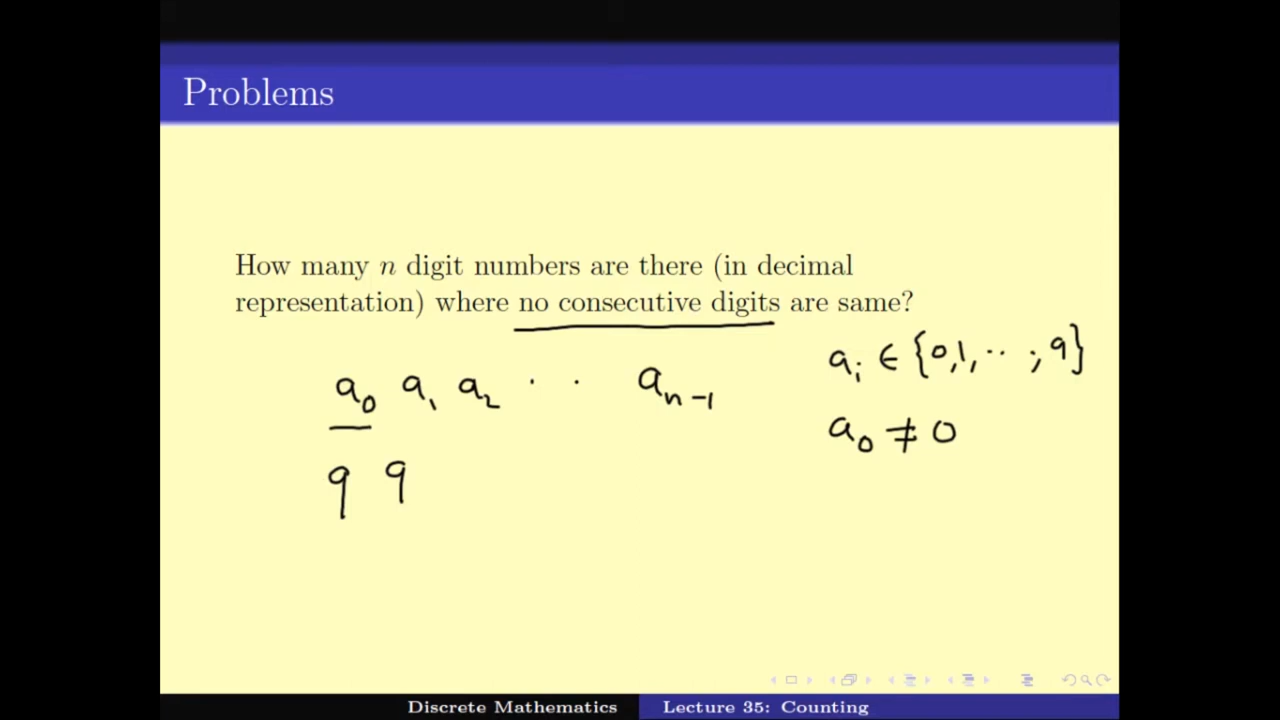 Problems
How many n digit numbers are there (in decimal
representation) where no consecutive digits are same?
a₀ a₁ a₂ · · aₙ₋₁
aᵢ ∈ {0,1,·· ,9}
a₀ ≠ 0
9 9
Discrete Mathematics Lecture 35: Counting